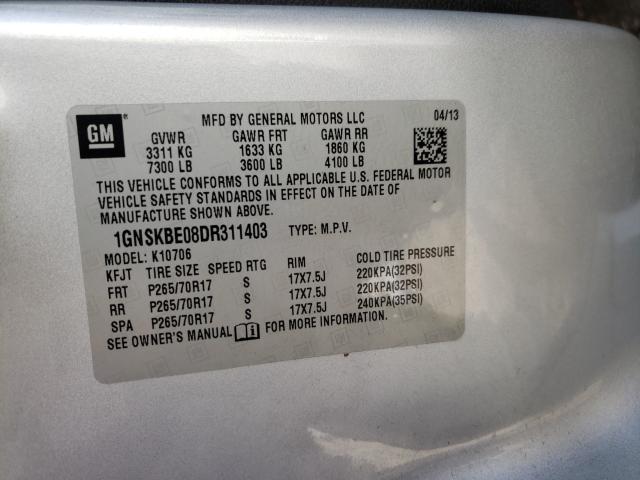 GM
MFD BY GENERAL MOTORS LLC 04/13
GVWR GAWR FRT GAWR RR
3311 KG 1633 KG 1860 KG
7300 LB 3600 LB 4100 LB
THIS VEHICLE CONFORMS TO ALL APPLICABLE U.S. FEDERAL MOTOR
VEHICLE SAFETY STANDARDS IN EFFECT ON THE DATE OF
MANUFACTURE SHOWN ABOVE.
1GNSKBE08DR311403 TYPE: M.P.V.
MODEL: K10706
KFJT TIRE SIZE SPEED RTG RIM COLD TIRE PRESSURE
FRT P265/70R17 S 17X7.5J 220KPA(32PSI)
RR P265/70R17 S 17X7.5J 220KPA(32PSI)
SPA P265/70R17 S 17X7.5J 240KPA(35PSI)
SEE OWNER'S MANUAL FOR MORE INFORMATION.